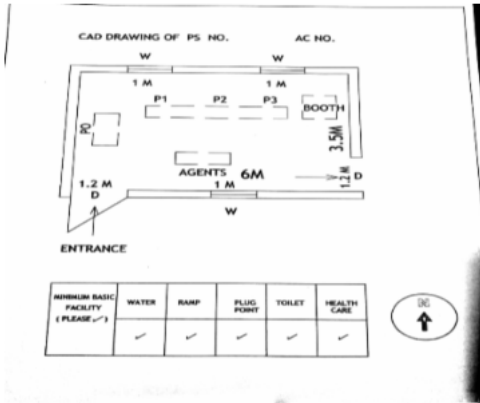 CAD DRAWING OF PS NO. AC NO.
W W
1 M 1 M
P1 P2 P3
BOOTH
PO
3.5M
AGENTS 6M
1.2 M 1 M 1.2 M D
D
W
ENTRANCE
MINIMUM BASIC FACILITY (PLEASE ✓) WATER RAMP PLUG POINT TOILET HEALTH CARE
✓ ✓ ✓ ✓ ✓
N